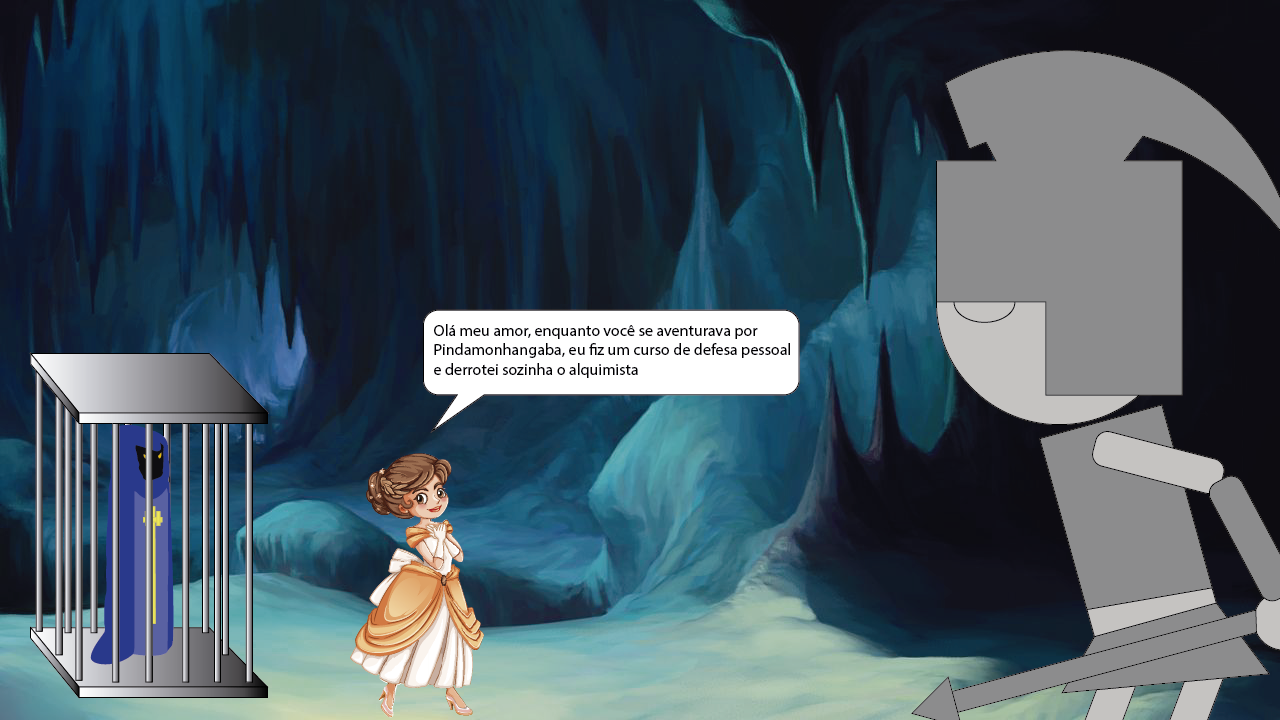 Olá meu amor, enquanto você se aventurava por
Pindamonhangaba, eu fiz um curso de defesa pessoal
e derrotei sozinha o alquimista